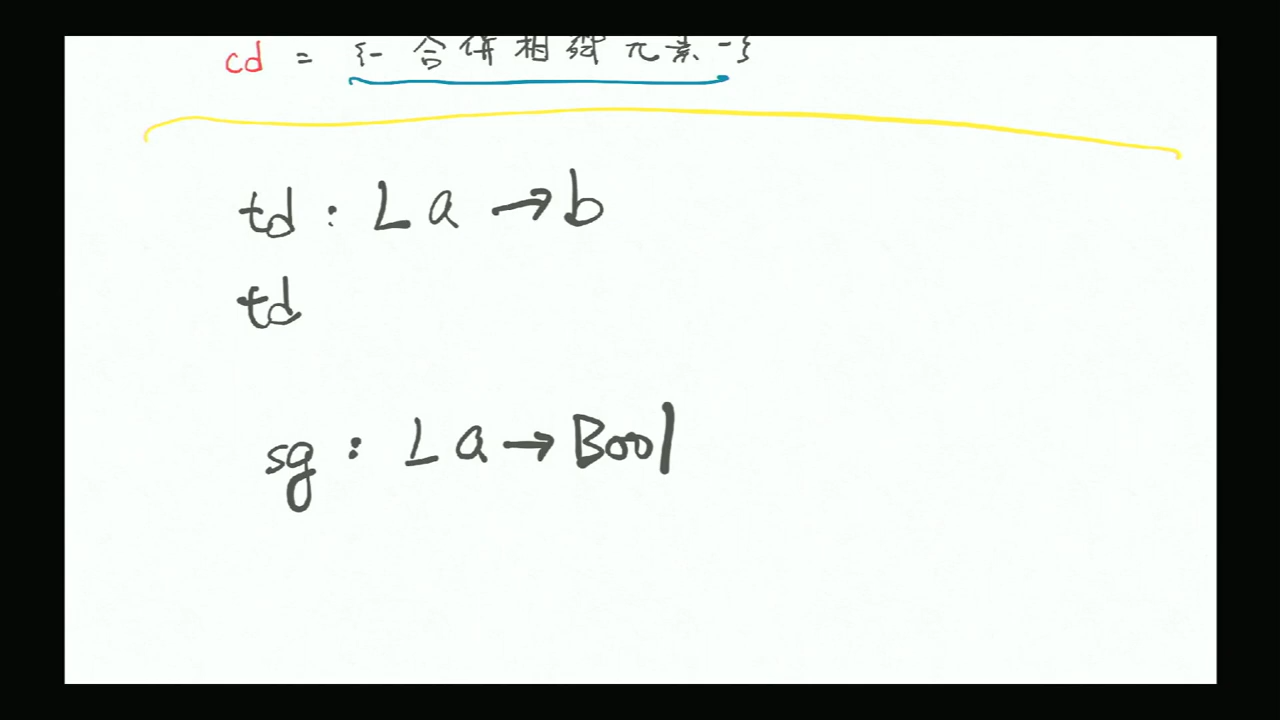 cd = {- 合併相鄰元素 -}
td : L a → b
td
sg : L a → Bool